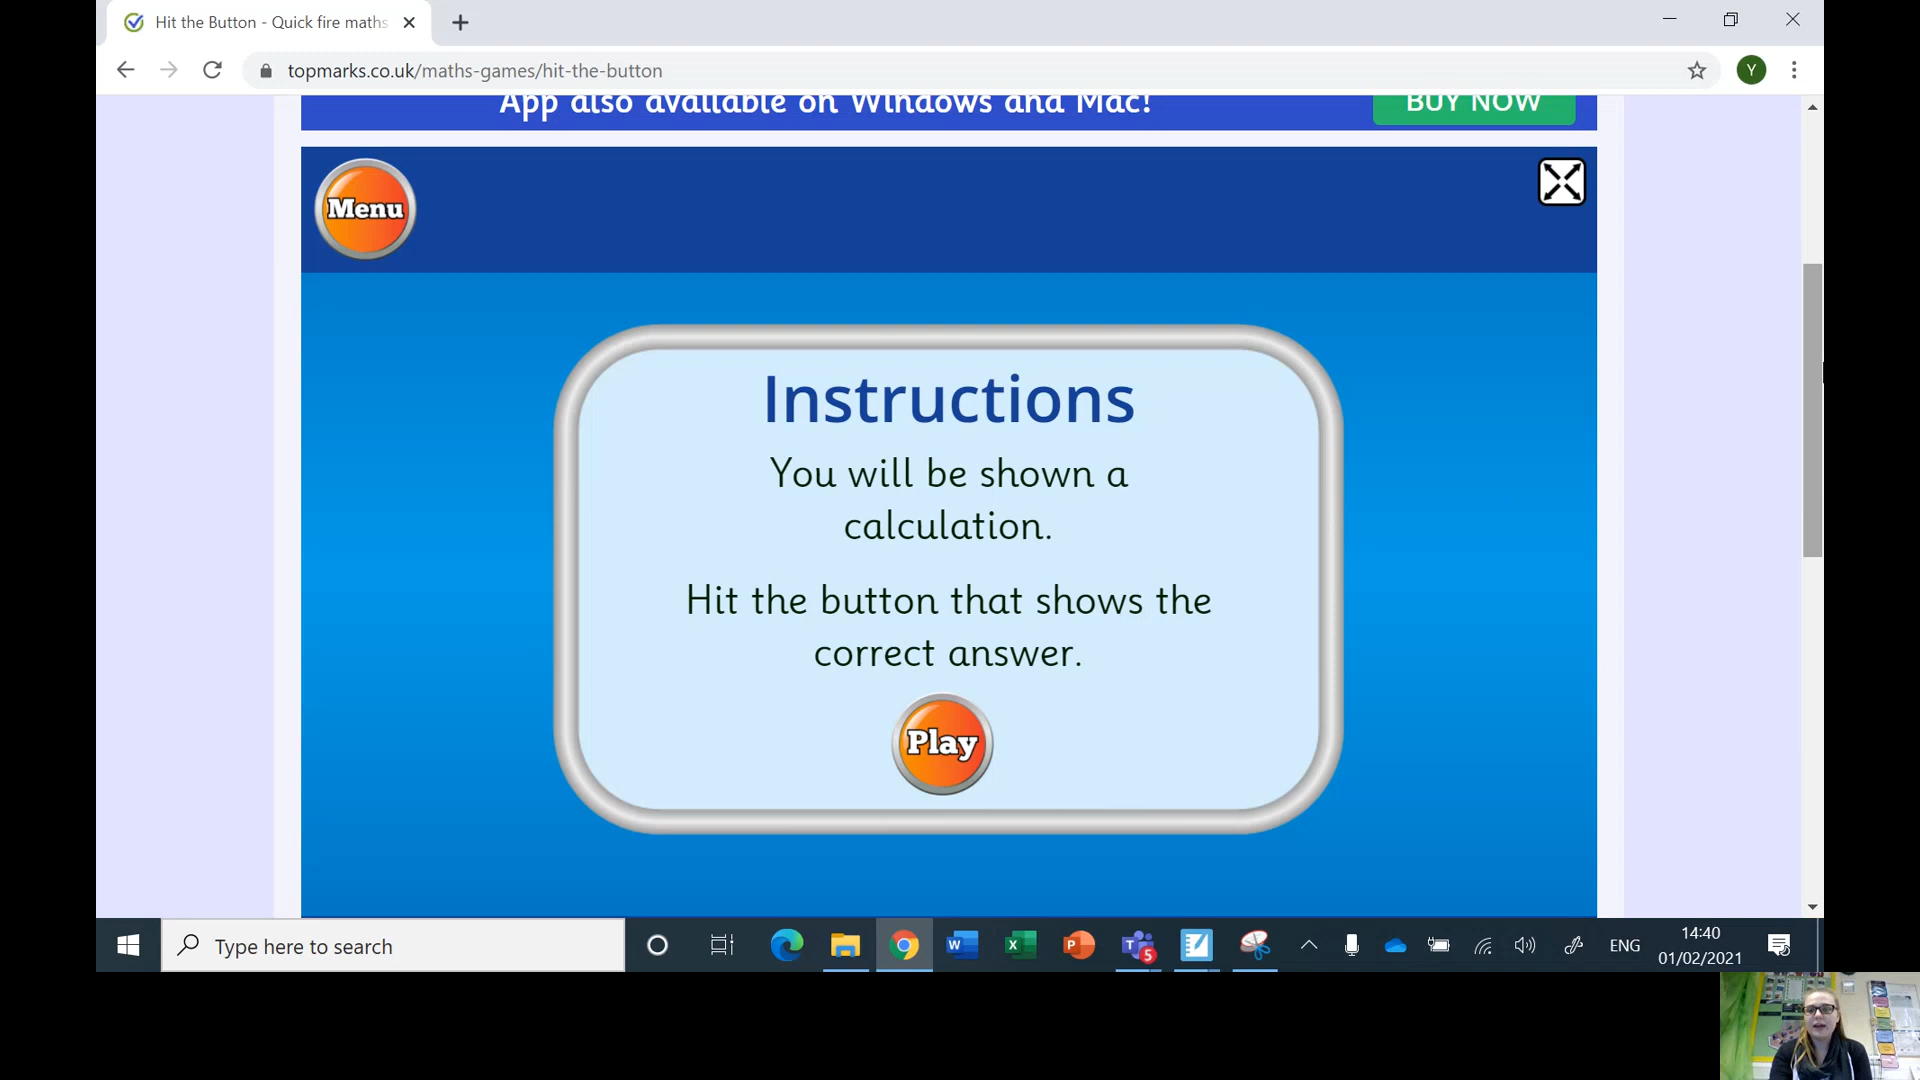 Hit the Button - Quick fire maths
topmarks.co.uk/maths-games/hit-the-button
Y
App also available on Windows and Mac!
BUY NOW
Menu
Instructions
You will be shown a
calculation.
Hit the button that shows the
correct answer.
Play
Type here to search
5
ENG
14:40
01/02/2021